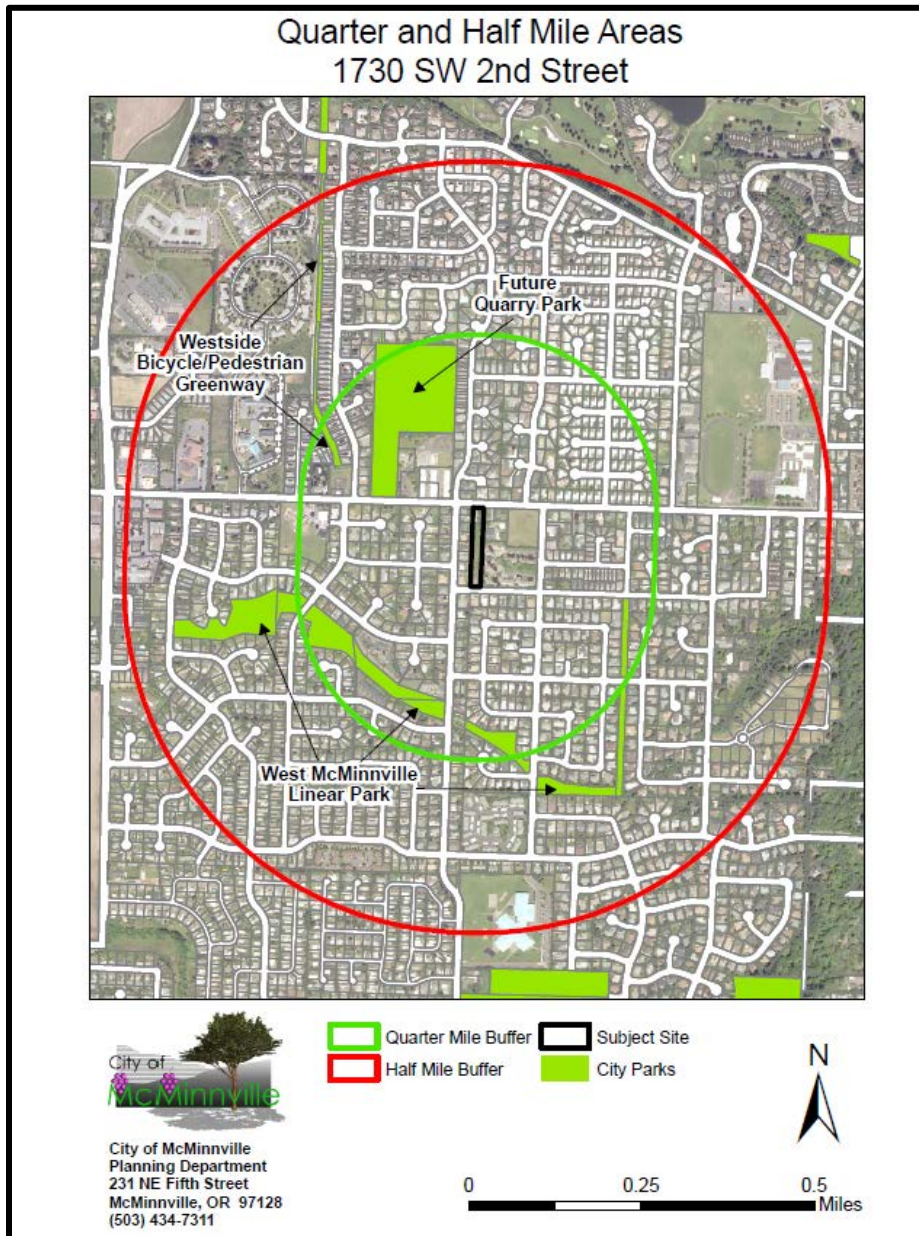 Quarter and Half Mile Areas
1730 SW 2nd Street
Future
Quarry Park
Westside
Bicycle/Pedestrian
Greenway
West McMinnville
Linear Park
City of
McMinnville
Quarter Mile Buffer
Subject Site
Half Mile Buffer
City Parks
N
City of McMinnville
Planning Department
231 NE Fifth Street
McMinnville, OR 97128
(503) 434-7311
0 0.25 0.5
Miles